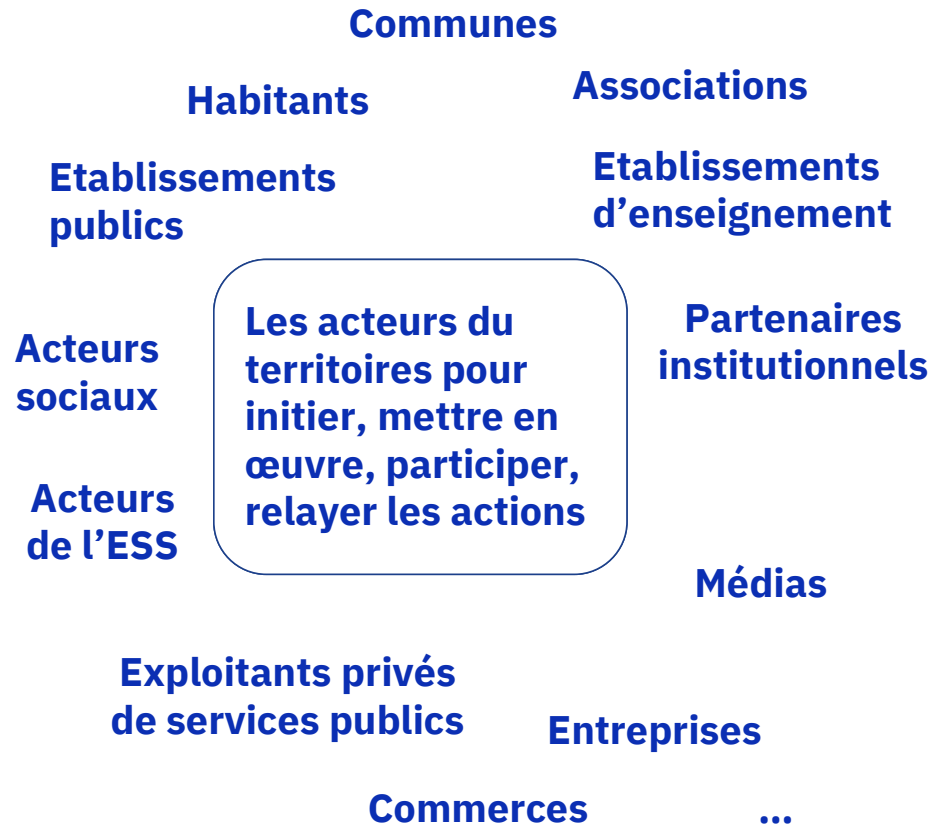 Communes
Habitants
Associations
Etablissements
publics
Etablissements
d’enseignement
Les acteurs du
territoires pour
initier, mettre en
œuvre, participer,
relayer les actions
Acteurs
sociaux
Partenaires
institutionnels
Acteurs
de l’ESS
Médias
Exploitants privés
de services publics
Entreprises
Commerces
...